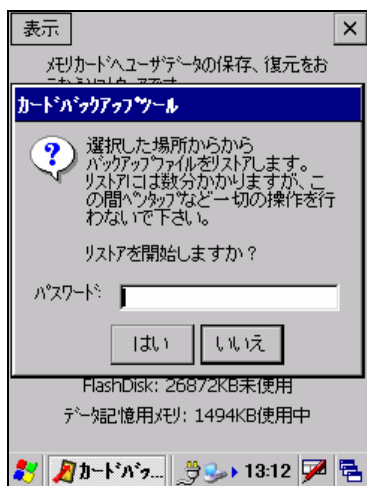 表示
メモリカードへユーザデータの保存、復元をお
カードバックアップツール
選択した場所からから
バックアップファイルをリストアします。
リストアには数分かかりますが、こ
の間ペンタップなど一切の操作を行
わないで下さい。
リストアを開始しますか？
パスワード:
はい
いいえ
FlashDisk: 26872KB未使用
データ記憶用メモリ: 1494KB使用中
カードバック...
13:12